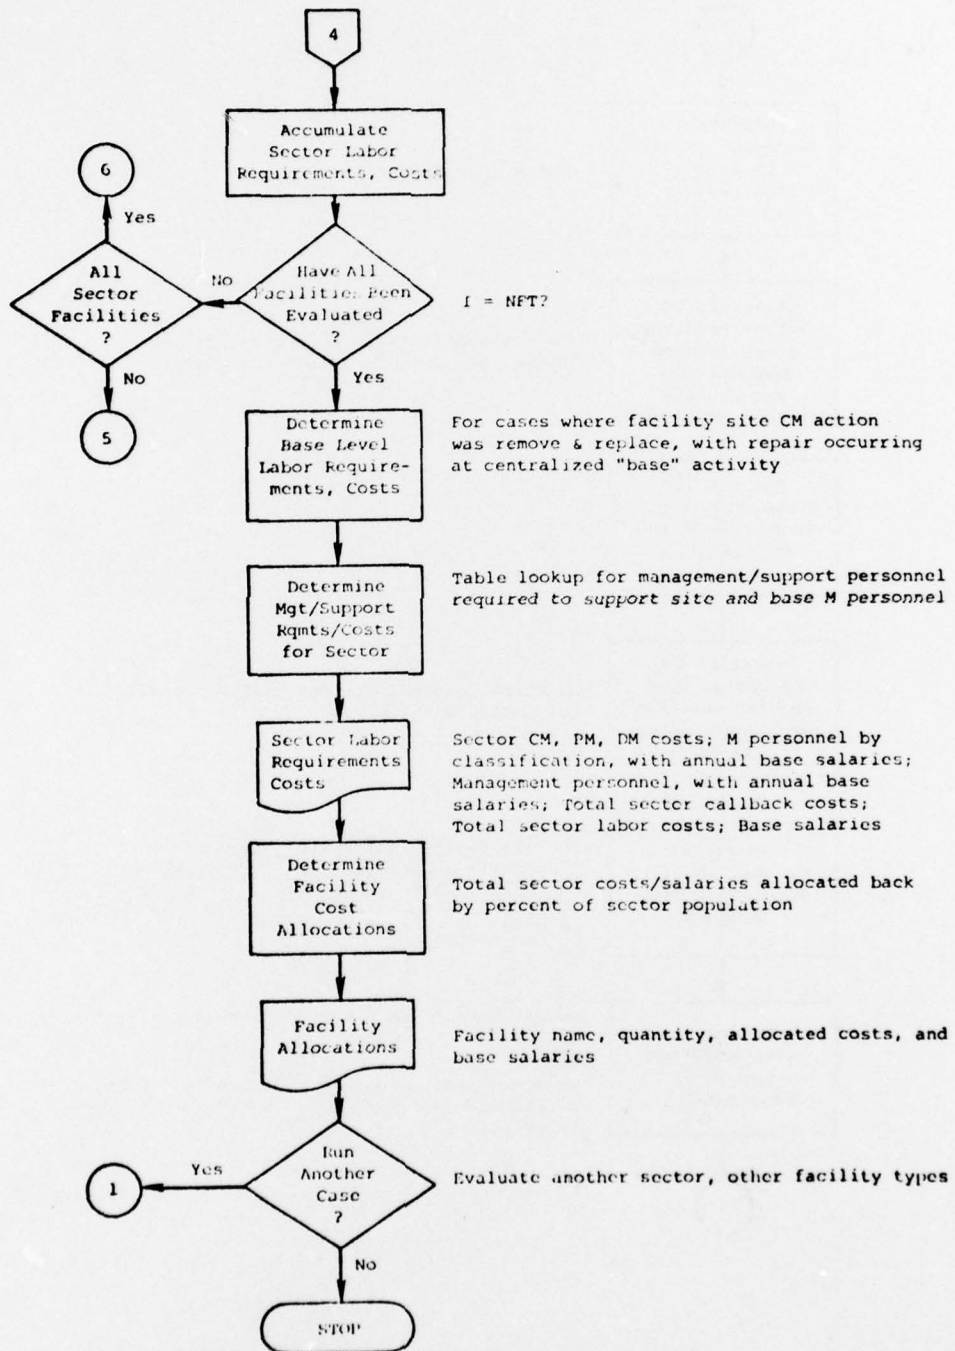 4
Accumulate
Sector Labor
Requirements, Costs
6
Yes
All
Sector
Facilities
?
No
Have All
Facilities Been
Evaluated
?
I = NFT?
No
Yes
5
Determine
Base Level
Labor Require-
ments, Costs
For cases where facility site CM action
was remove & replace, with repair occurring
at centralized "base" activity
Determine
Mgt/Support
Rqmts/Costs
for Sector
Table lookup for management/support personnel
required to support site and base M personnel
Sector Labor
Requirements
Costs
Sector CM, PM, DM costs; M personnel by
classification, with annual base salaries;
Management personnel, with annual base
salaries; Total sector callback costs;
Total sector labor costs; Base salaries
Determine
Facility
Cost
Allocations
Total sector costs/salaries allocated back
by percent of sector population
Facility
Allocations
Facility name, quantity, allocated costs, and
base salaries
Run
Another
Case
?
Yes
1
Evaluate another sector, other facility types
No
STOP